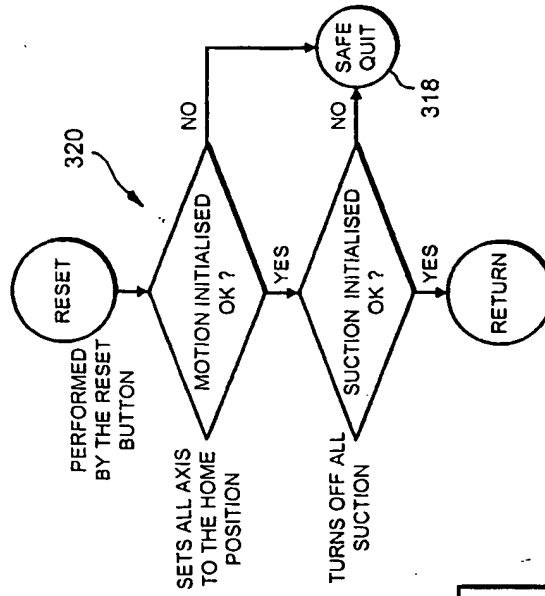 320
RESET
PERFORMED
BY THE RESET
BUTTON
MOTION INITIALISED
OK ?
NO
SETS ALL AXIS
TO THE HOME
POSITION
YES
SAFE
QUIT
318
SUCTION INITIALISED
OK ?
NO
TURNS OFF ALL
SUCTION
YES
RETURN